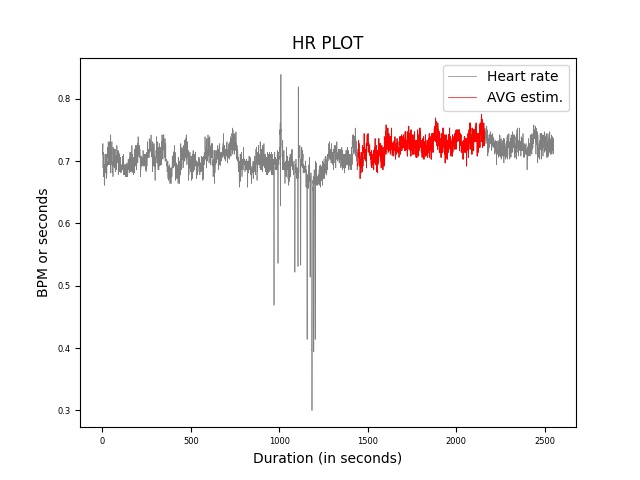 HR PLOT
Heart rate
AVG estim.
BPM or seconds
0.8
0.7
0.6
0.5
0.4
0.3
0
500
1000
1500
2000
2500
Duration (in seconds)